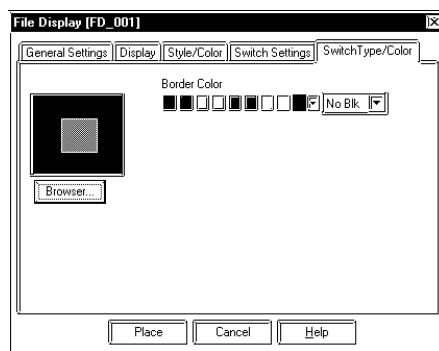 File Display [FD_001]
General Settings Display Style/Color Switch Settings SwitchType/Color
Border Color
No Blk
Browser...
Place Cancel Help